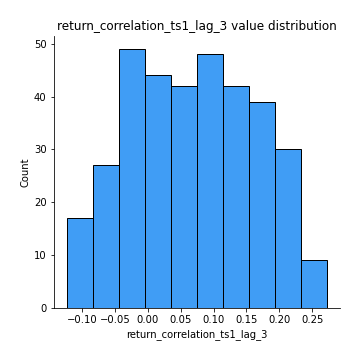 return_correlation_ts1_lag_3 value distribution
50
40
30
20
10
0
Count
−0.10 −0.05 0.00 0.05 0.10 0.15 0.20 0.25
return_correlation_ts1_lag_3